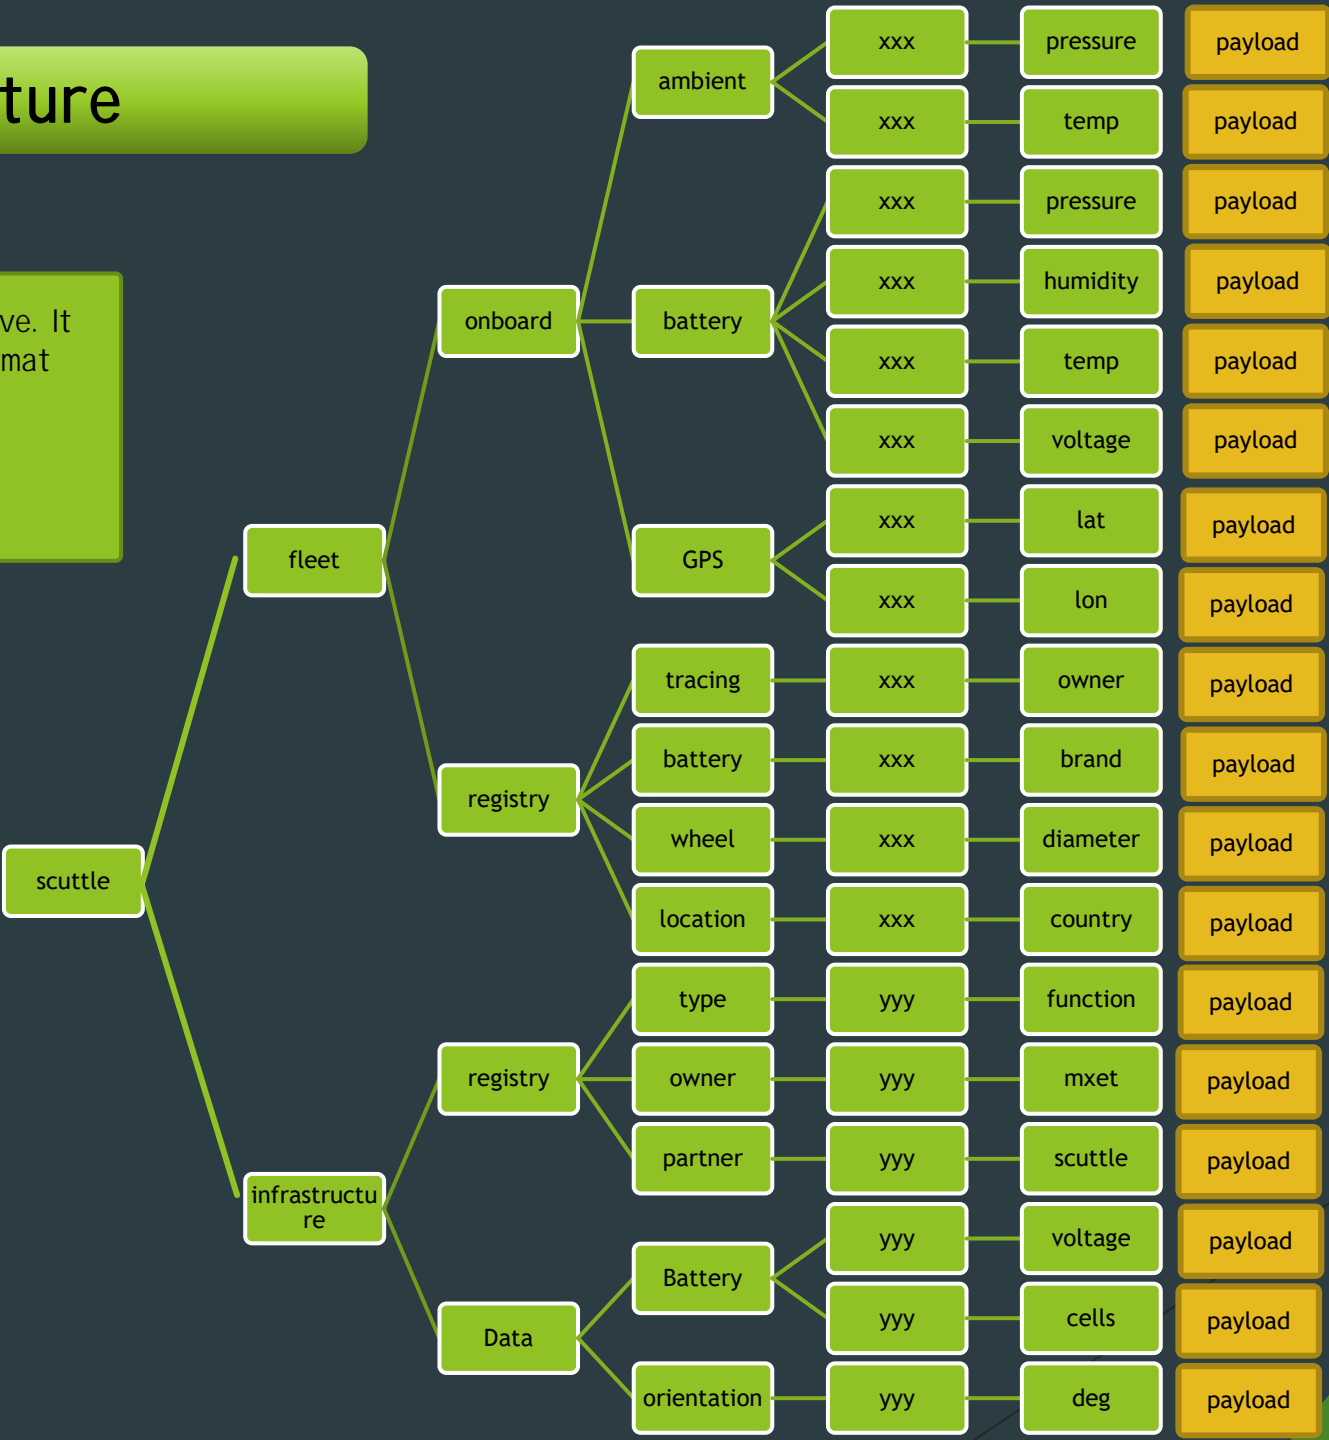 ture
ve. It
mat
xxx
pressure
payload
ambient
xxx
temp
payload
xxx
pressure
payload
xxx
humidity
payload
onboard
battery
xxx
temp
payload
xxx
voltage
payload
xxx
lat
payload
fleet
GPS
xxx
lon
payload
tracing
xxx
owner
payload
battery
xxx
brand
payload
registry
wheel
xxx
diameter
payload
scuttle
location
xxx
country
payload
type
yyy
function
payload
registry
owner
yyy
mxet
payload
partner
yyy
scuttle
payload
infrastructu
re
yyy
voltage
payload
Battery
yyy
cells
payload
Data
orientation
yyy
deg
payload